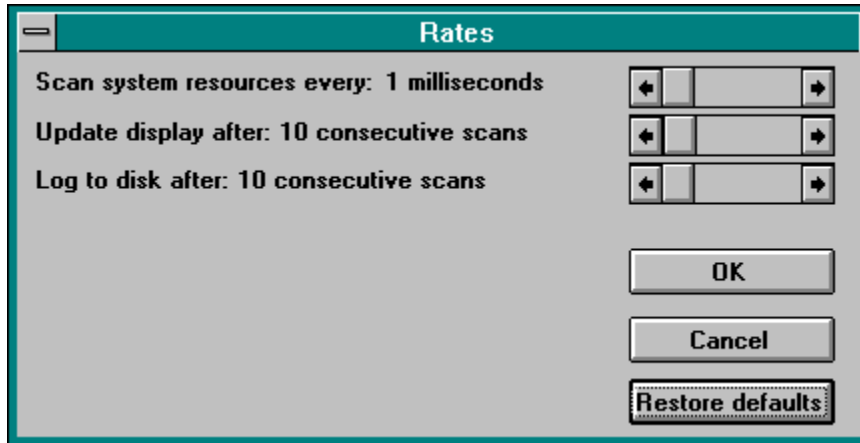 Rates
Scan system resources every: 1 milliseconds
Update display after: 10 consecutive scans
Log to disk after: 10 consecutive scans
OK
Cancel
Restore defaults